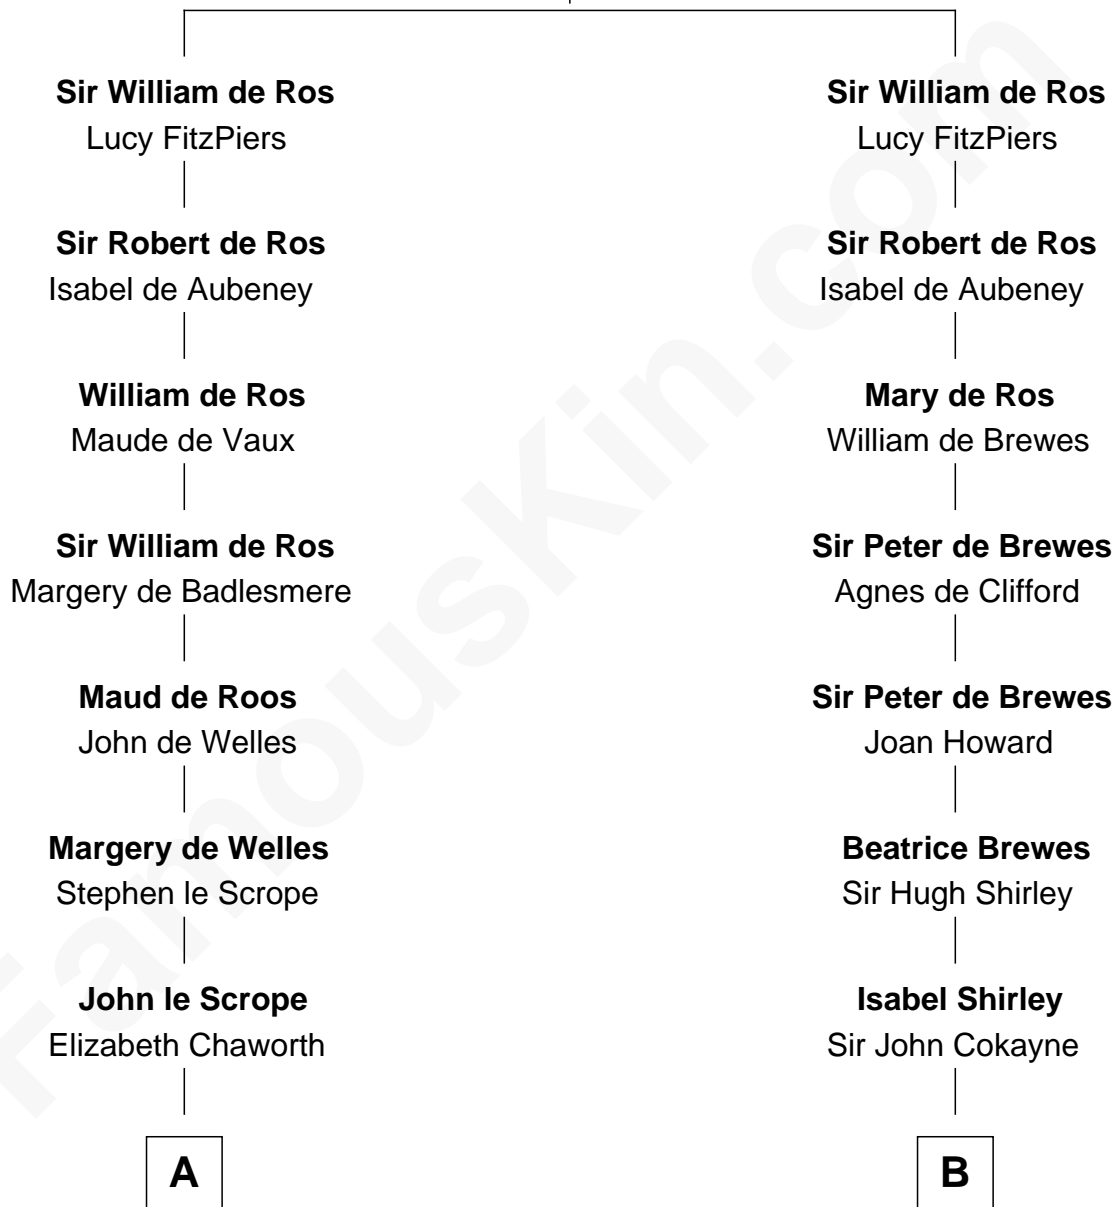 Sir William de Ros
Lucy FitzPiers
Sir Robert de Ros
Isabel de Aubeney
William de Ros
Maude de Vaux
Sir William de Ros
Margery de Badlesmere
Maud de Roos
John de Welles
Margery de Welles
Stephen le Scrope
John le Scrope
Elizabeth Chaworth
A
Sir William de Ros
Lucy FitzPiers
Sir Robert de Ros
Isabel de Aubeney
Mary de Ros
William de Brewes
Sir Peter de Brewes
Agnes de Clifford
Sir Peter de Brewes
Joan Howard
Beatrice Brewes
Sir Hugh Shirley
Isabel Shirley
Sir John Cokayne
B
FamousKin.com